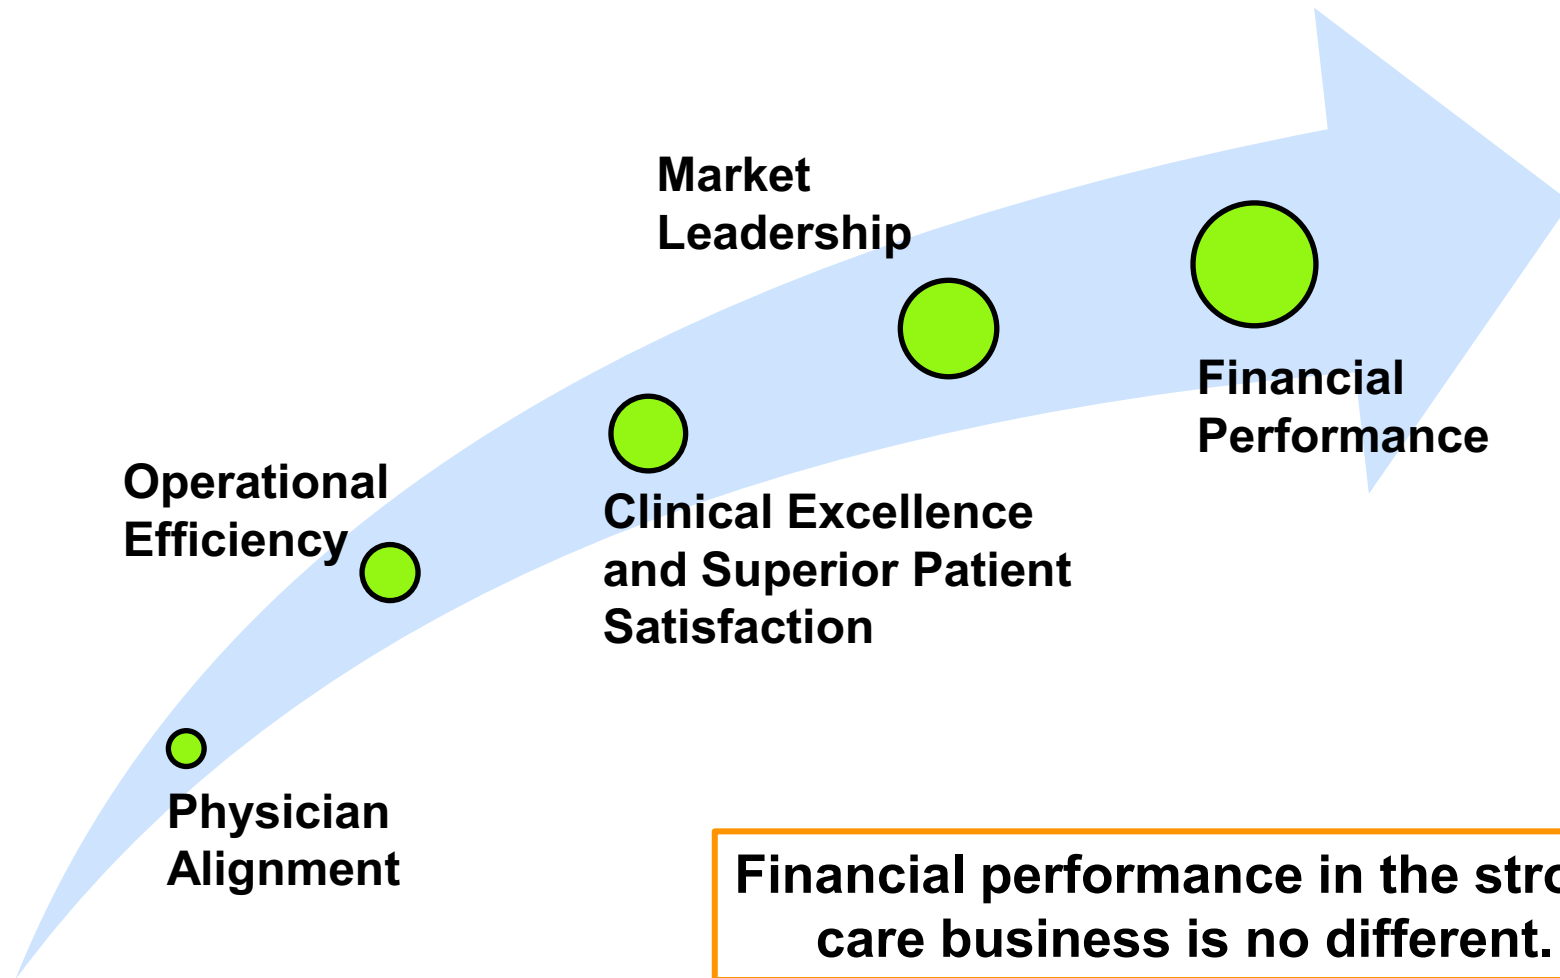 Market
Leadership
Financial
Performance
Operational
Efficiency
Clinical Excellence
and Superior Patient
Satisfaction
Physician
Alignment
Financial performance in the
care business is no different.